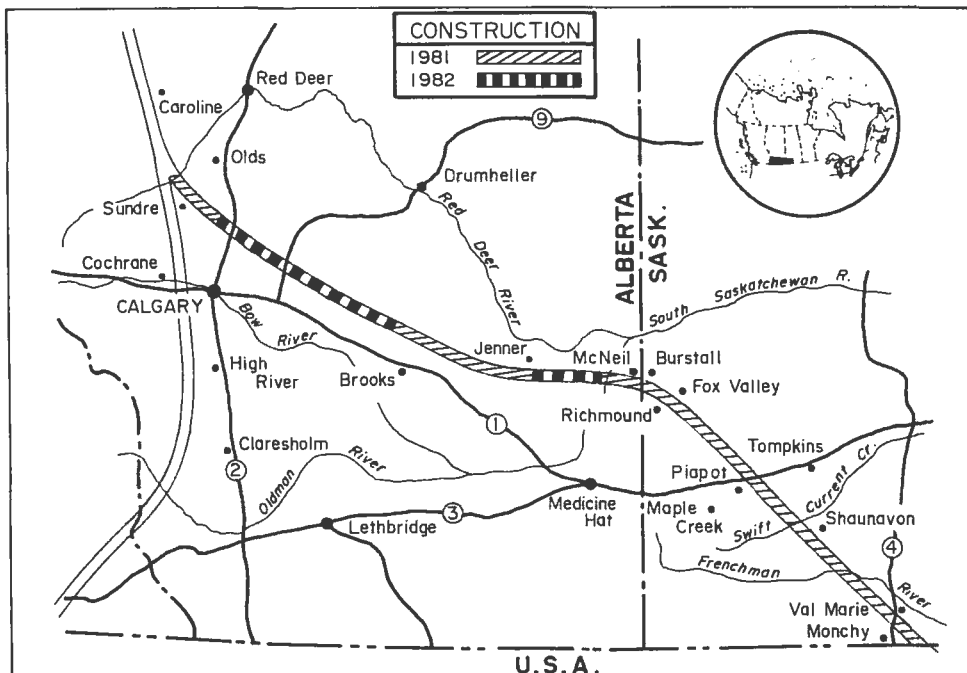 CONSTRUCTION
1981
1982
Red Deer
Caroline
9
Olds
Drumheller
Sundre
Red
Deer
River
ALBERTA
SASK.
Cochrane
South Saskatchewan R.
CALGARY
Bow
River
Jenner
McNeil
Burstall
High
River
Brooks
Fox Valley
Richmound
1
Tompkins
Claresholm
2
Oldman River
Piapot
Medicine
Hat
Maple
Creek
Swift Current Cr.
3
Lethbridge
Shaunavon
4
Frenchman River
Val Marie
Monchy
U.S.A.